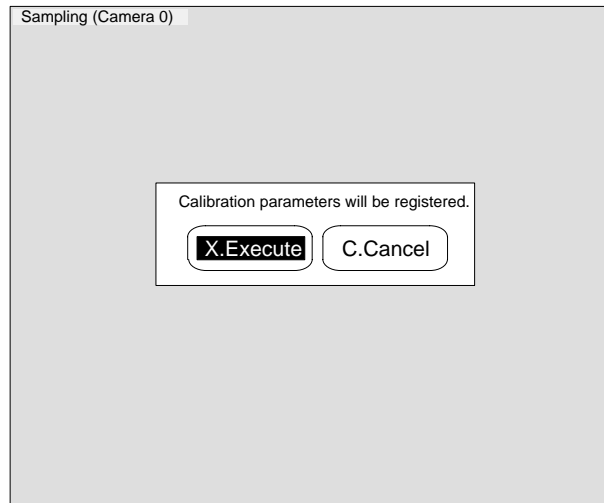 Sampling (Camera 0)
Calibration parameters will be registered.
X.Execute C.Cancel